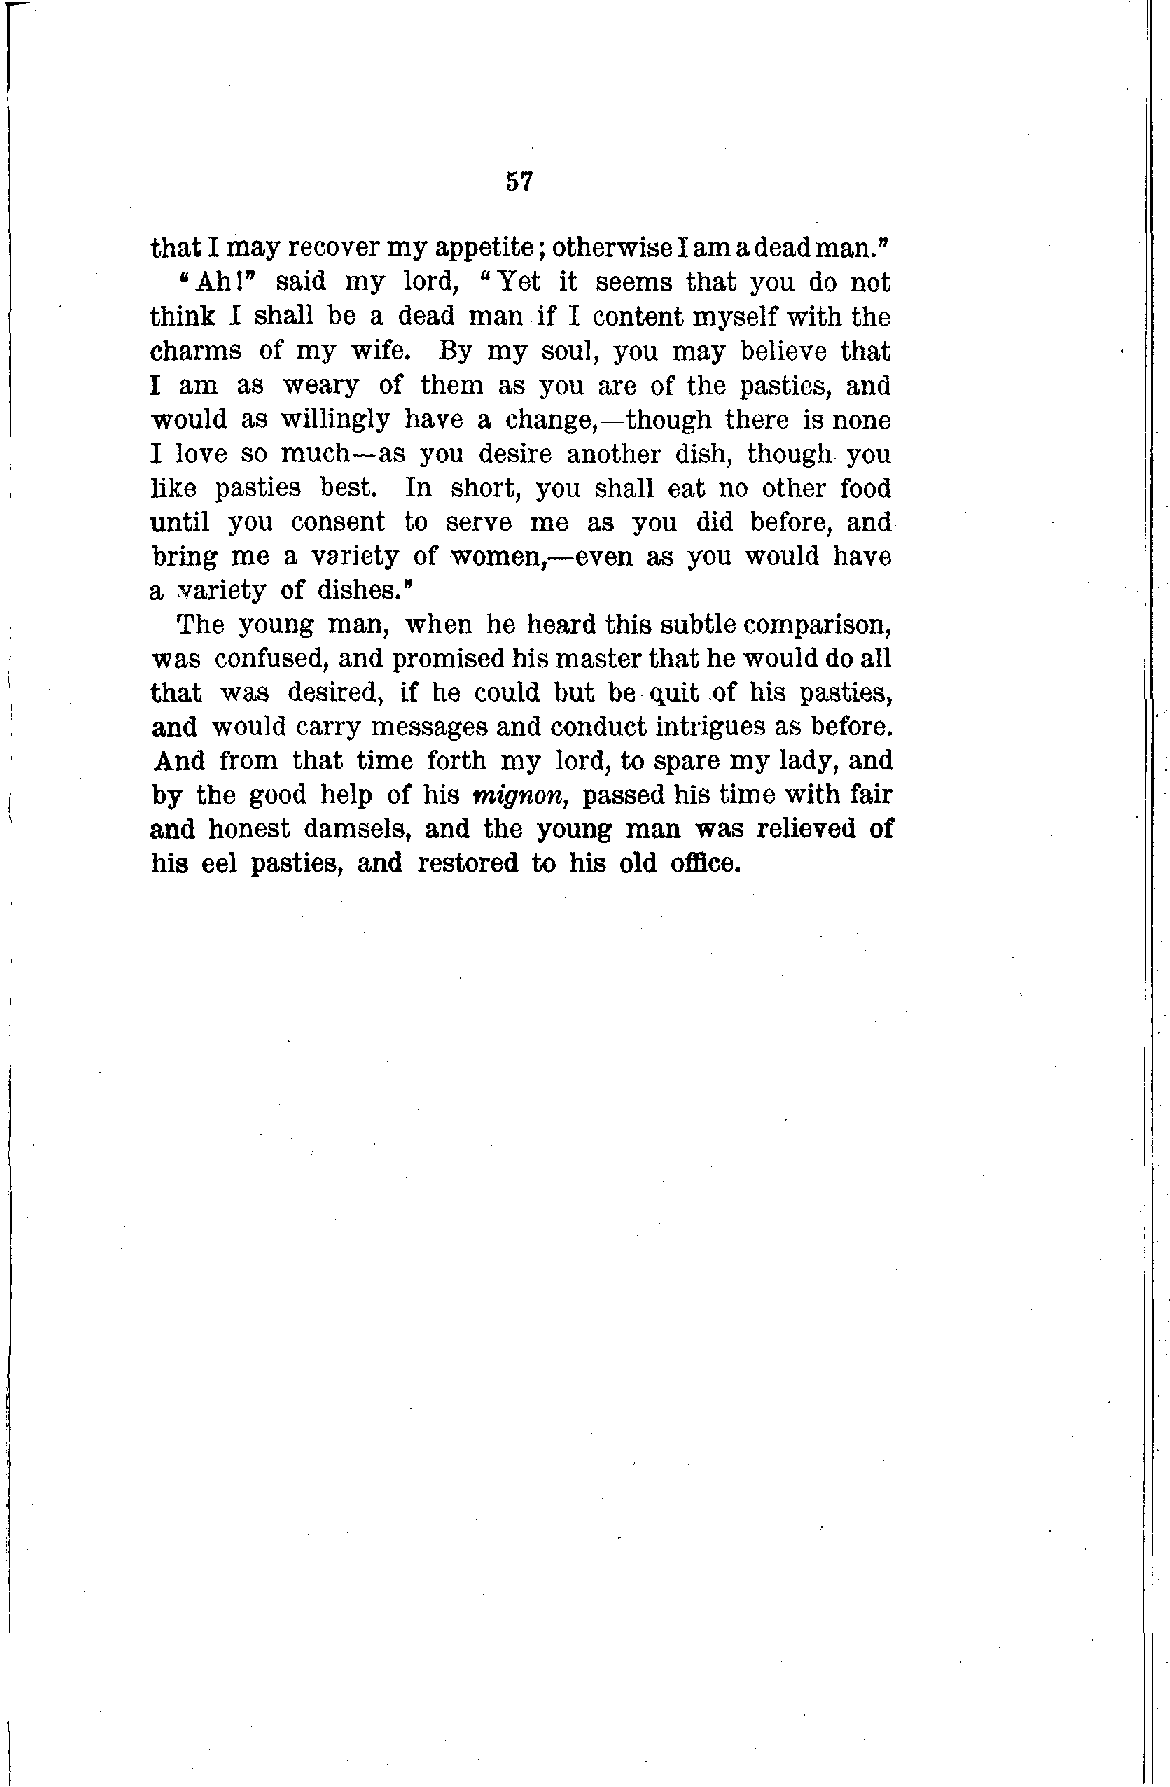 57
that I may recover my appetite; otherwise I am a dead man."
"Ah!" said my lord, "Yet it seems that you do not
think I shall be a dead man if I content myself with the
charms of my wife. By my soul, you may believe that
I am as weary of them as you are of the pasties, and
would as willingly have a change,—though there is none
I love so much—as you desire another dish, though you
like pasties best. In short, you shall eat no other food
until you consent to serve me as you did before, and
bring me a variety of women,—even as you would have
a variety of dishes."
The young man, when he heard this subtle comparison,
was confused, and promised his master that he would do all
that was desired, if he could but be quit of his pasties,
and would carry messages and conduct intrigues as before.
And from that time forth my lord, to spare my lady, and
by the good help of his mignon, passed his time with fair
and honest damsels, and the young man was relieved of
his eel pasties, and restored to his old office.